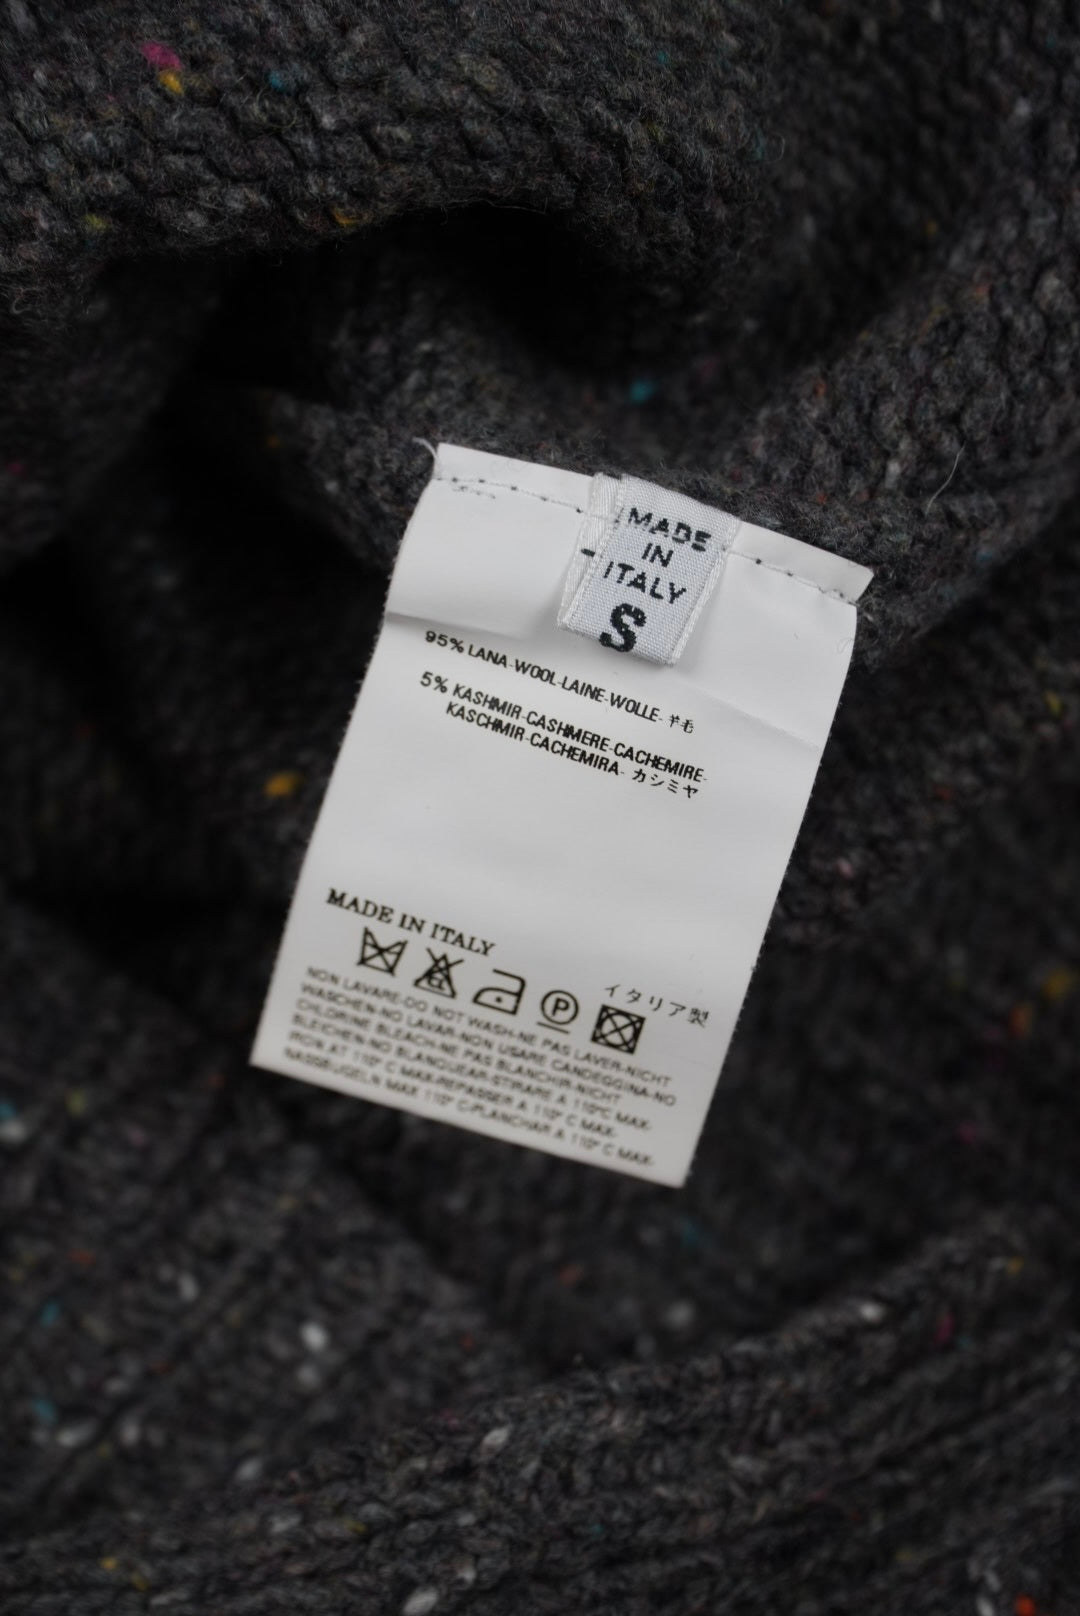 MADE
IN
ITALY
S
95% LANA-WOOL-LAINE-WOLLE- 羊毛
5% KASHMIR-CASHMERE-CACHEMIRE-
KASCHMIR-CACHEMIRA- カシミヤ
MADE IN ITALY
CL
P
イタリア製
NON LAVARE-DO NOT WASH-NE PAS LAVER-NICHT
WASCHEN-NO LAVAR-NON USARE CANDEGGINA-NO
CHLORINE BLEACH-NE PAS BLANCHIR-NICHT
BLEICHEN-NO BLANQUEAR-STIRARE A 110°C MAX-
IRON AT 110° C MAX-REPASSER A 110° C MAX-
NASSBUGELN MAX 110° C-PLANCHAR A 110° C MAX-